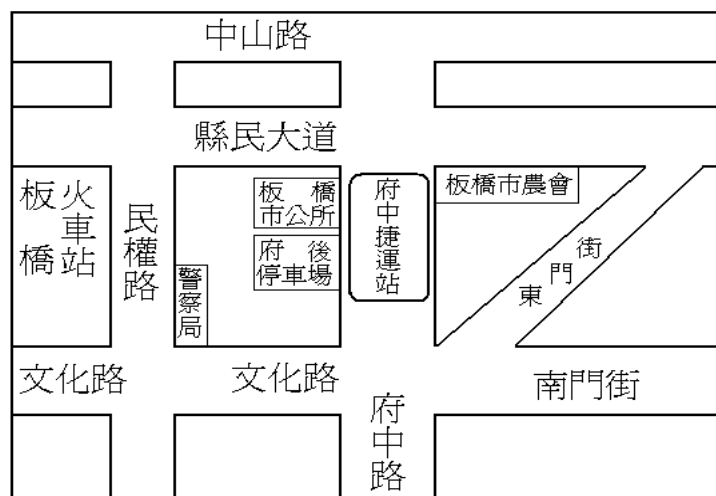 中山路
縣民大道
板橋
火車站
民權路
板橋
市公所
府後
停車場
警察局
府中捷運站
板橋市農會
東門街
文化路
文化路
南門街
府中路